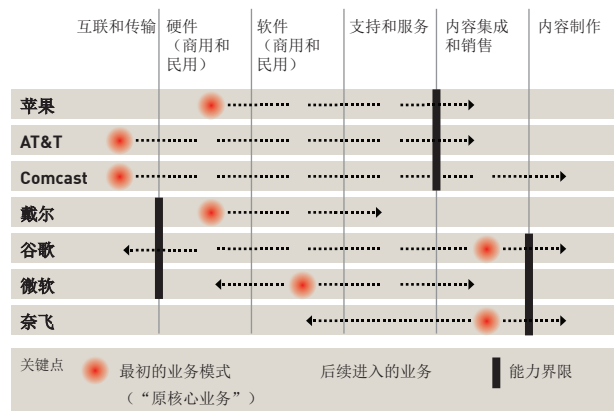 互联和传输 硬件 软件 支持和服务 内容集成 内容制作
（商用和 （商用和 和销售
民用） 民用）
苹果
AT&T
Comcast
戴尔
谷歌
微软
奈飞
关键点 最初的业务模式 后续进入的业务 能力界限
（“原核心业务”）